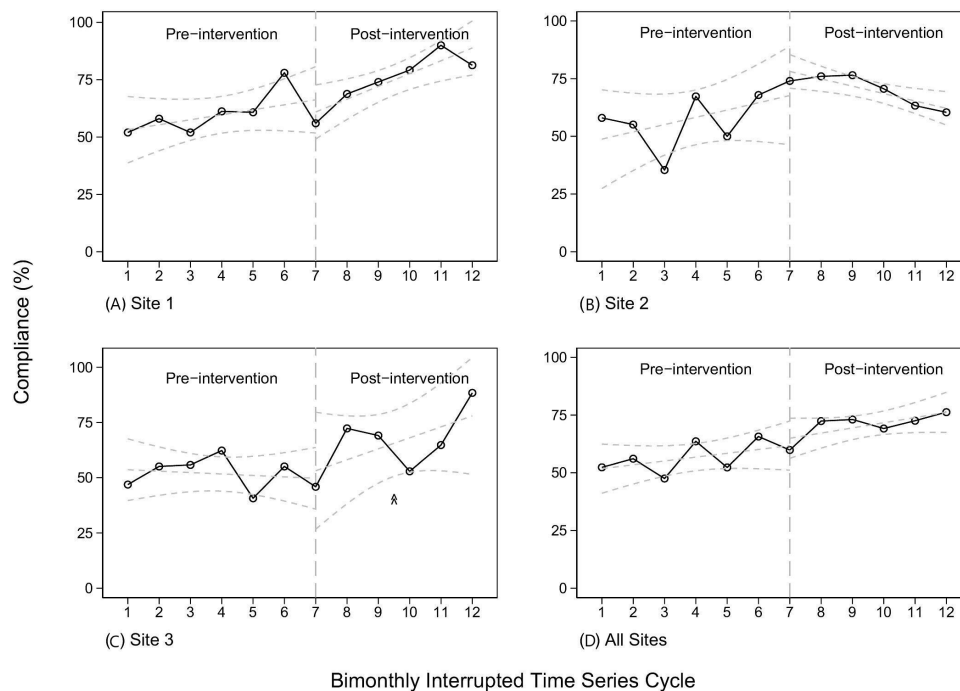 Compliance (%)
100
75
50
25
0
Pre−intervention
Post−intervention
1 2 3 4 5 6 7 8 9 10 11 12
(A) Site 1
100
75
50
25
0
Pre−intervention
Post−intervention
1 2 3 4 5 6 7 8 9 10 11 12
(B) Site 2
100
75
50
25
0
Pre−intervention
Post−intervention
1 2 3 4 5 6 7 8 9 10 11 12
(C) Site 3
100
75
50
25
0
Pre−intervention
Post−intervention
1 2 3 4 5 6 7 8 9 10 11 12
(D) All Sites
Bimonthly Interrupted Time Series Cycle